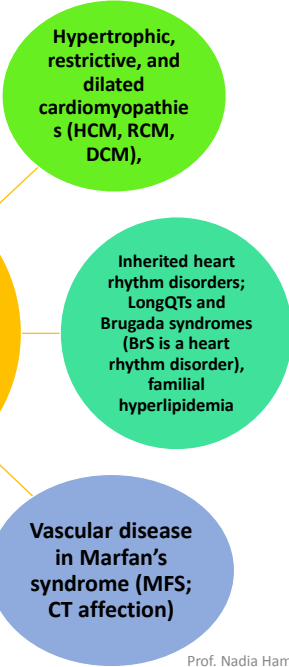 Hypertrophic,
restrictive, and
dilated
cardiomyopathie
s (HCM, RCM,
DCM),
Inherited heart
rhythm disorders;
LongQTs and
Brugada syndromes
(BrS is a heart
rhythm disorder),
familial
hyperlipidemia
Vascular disease
in Marfan's
syndrome (MFS;
CT affection)
Prof. Nadia Ham